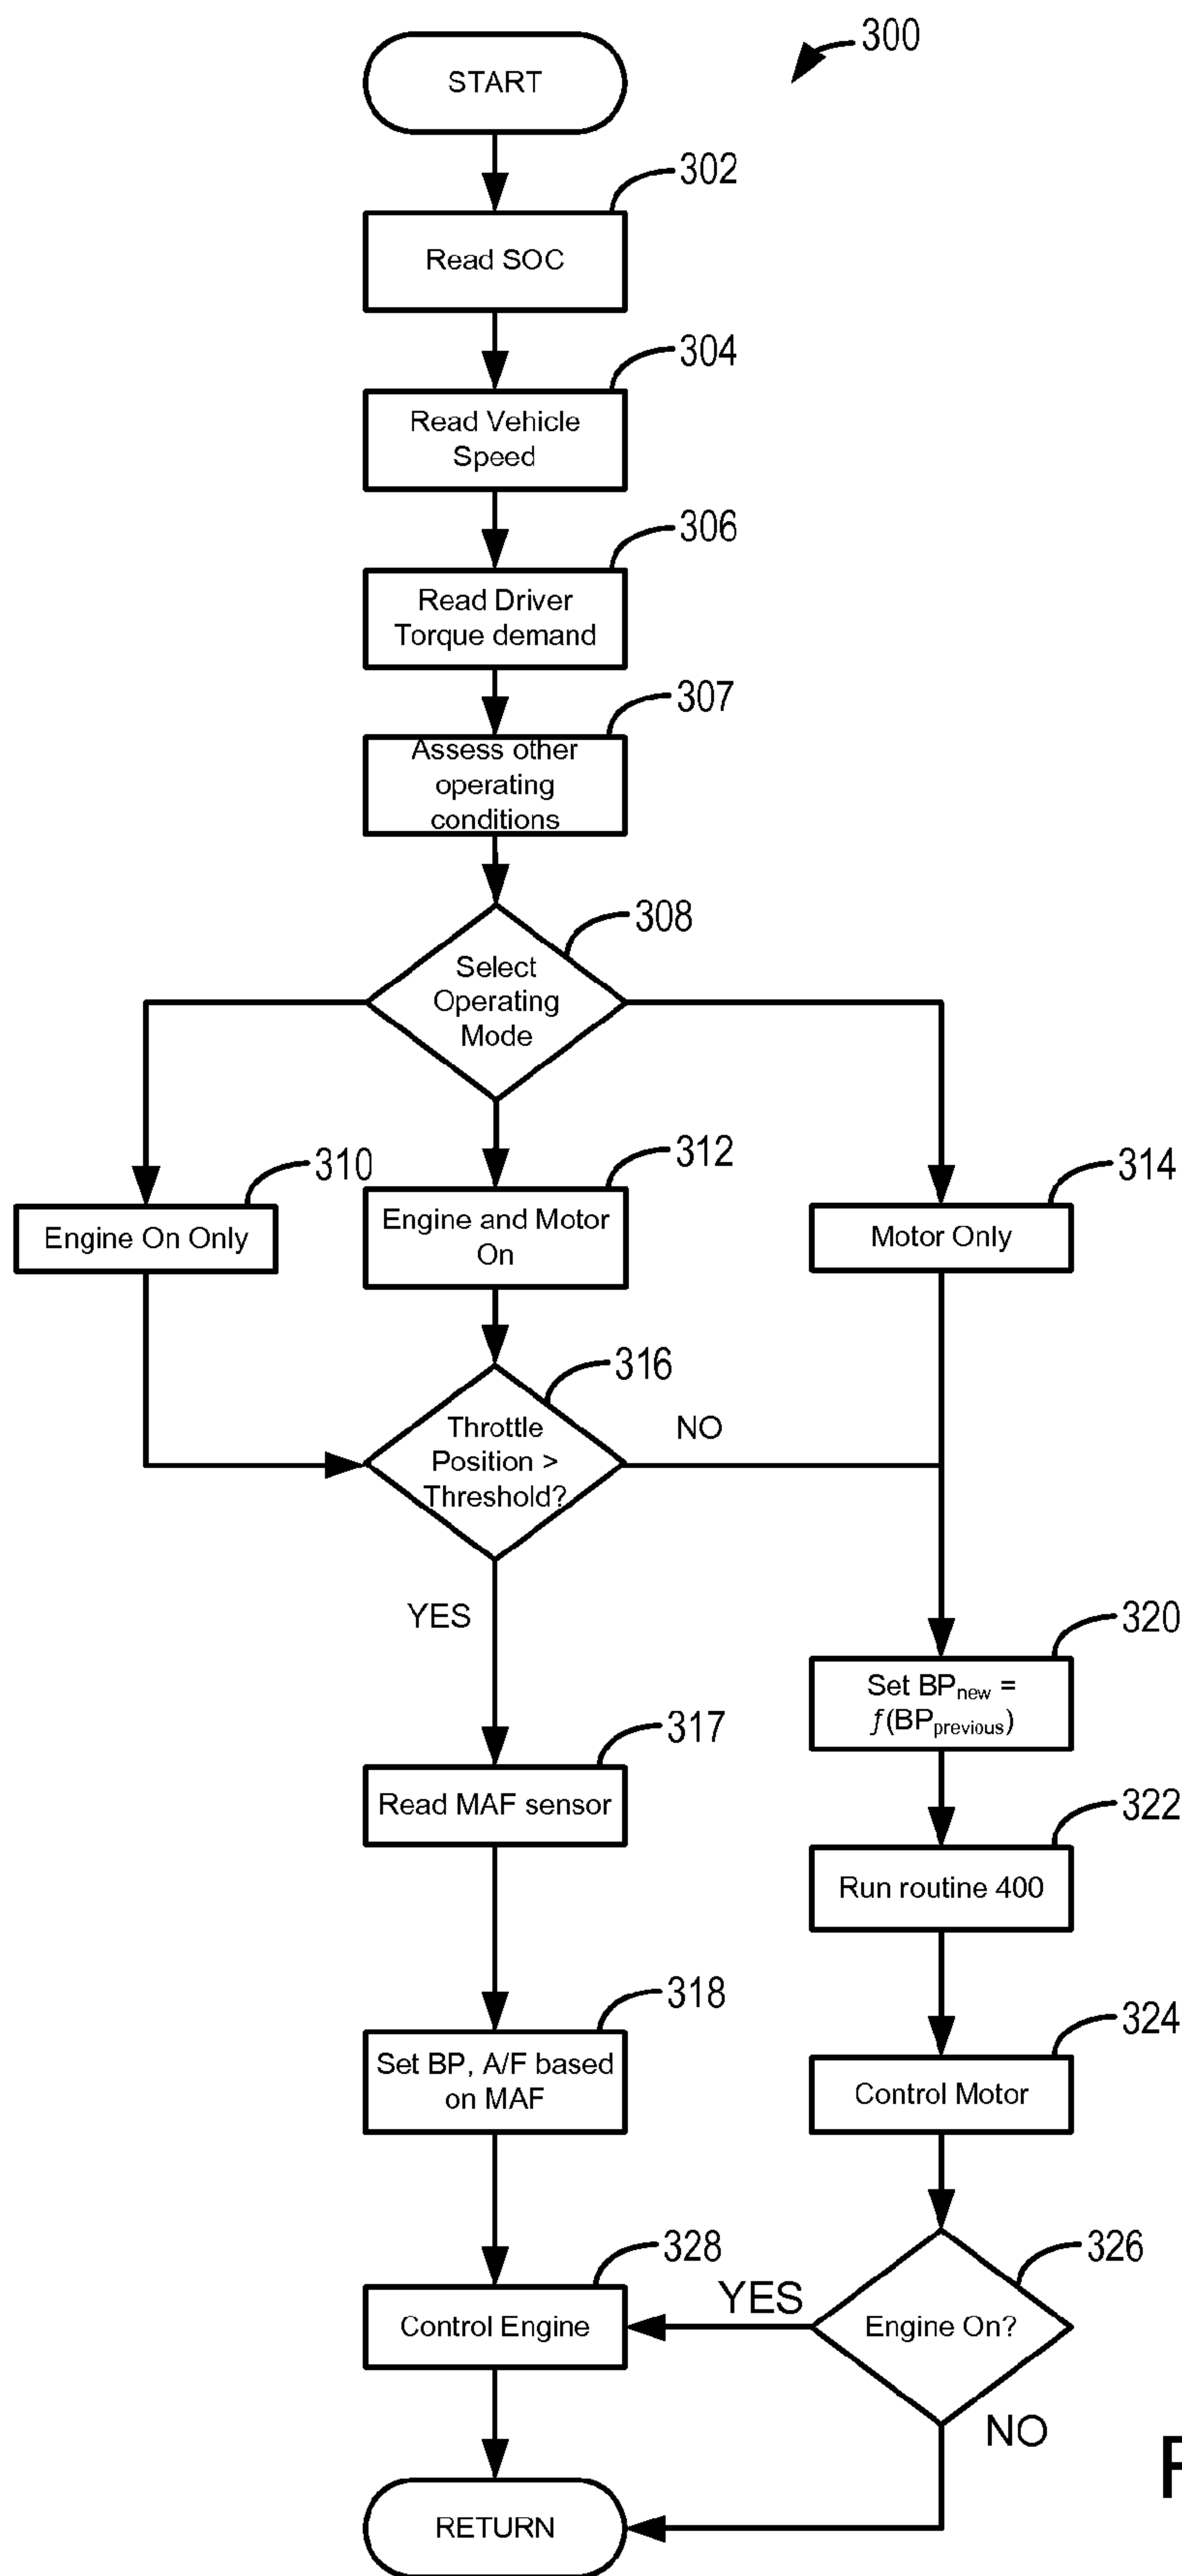 300
START
302
Read SOC
304
Read Vehicle
Speed
306
Read Driver
Torque demand
307
Assess other
operating
conditions
308
Select
Operating
Mode
310
Engine On Only
312
Engine and Motor
On
314
Motor Only
316
Throttle
Position >
Threshold?
NO
YES
317
Read MAF sensor
318
Set BP, A/F based
on MAF
320
Set BPnew =
ƒ(BPprevious)
322
Run routine 400
324
Control Motor
326
Engine On?
YES
NO
328
Control Engine
RETURN